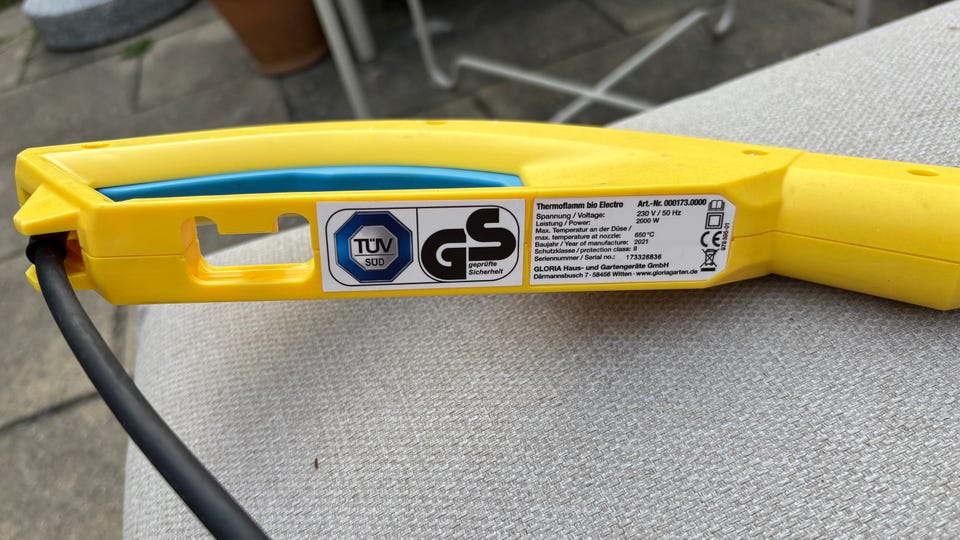 TÜV
SÜD
GS
geprüfte
Sicherheit
Thermoflamm bio Electro Art.-Nr. 000173.0000
Spannung / Voltage: 230 V / 50 Hz
Leistung / Power: 2000 W
Max. Temperatur an der Düse /
max. temperature at nozzle: 650°C
Baujahr / Year of manufacture: 2021
Schutzklasse / protection class: II
Seriennummer / Serial no.: 173326836
GLORIA Haus- und Gartengeräte GmbH
Därmannsbusch 7 · 58456 Witten · www.gloriagarten.de
CE